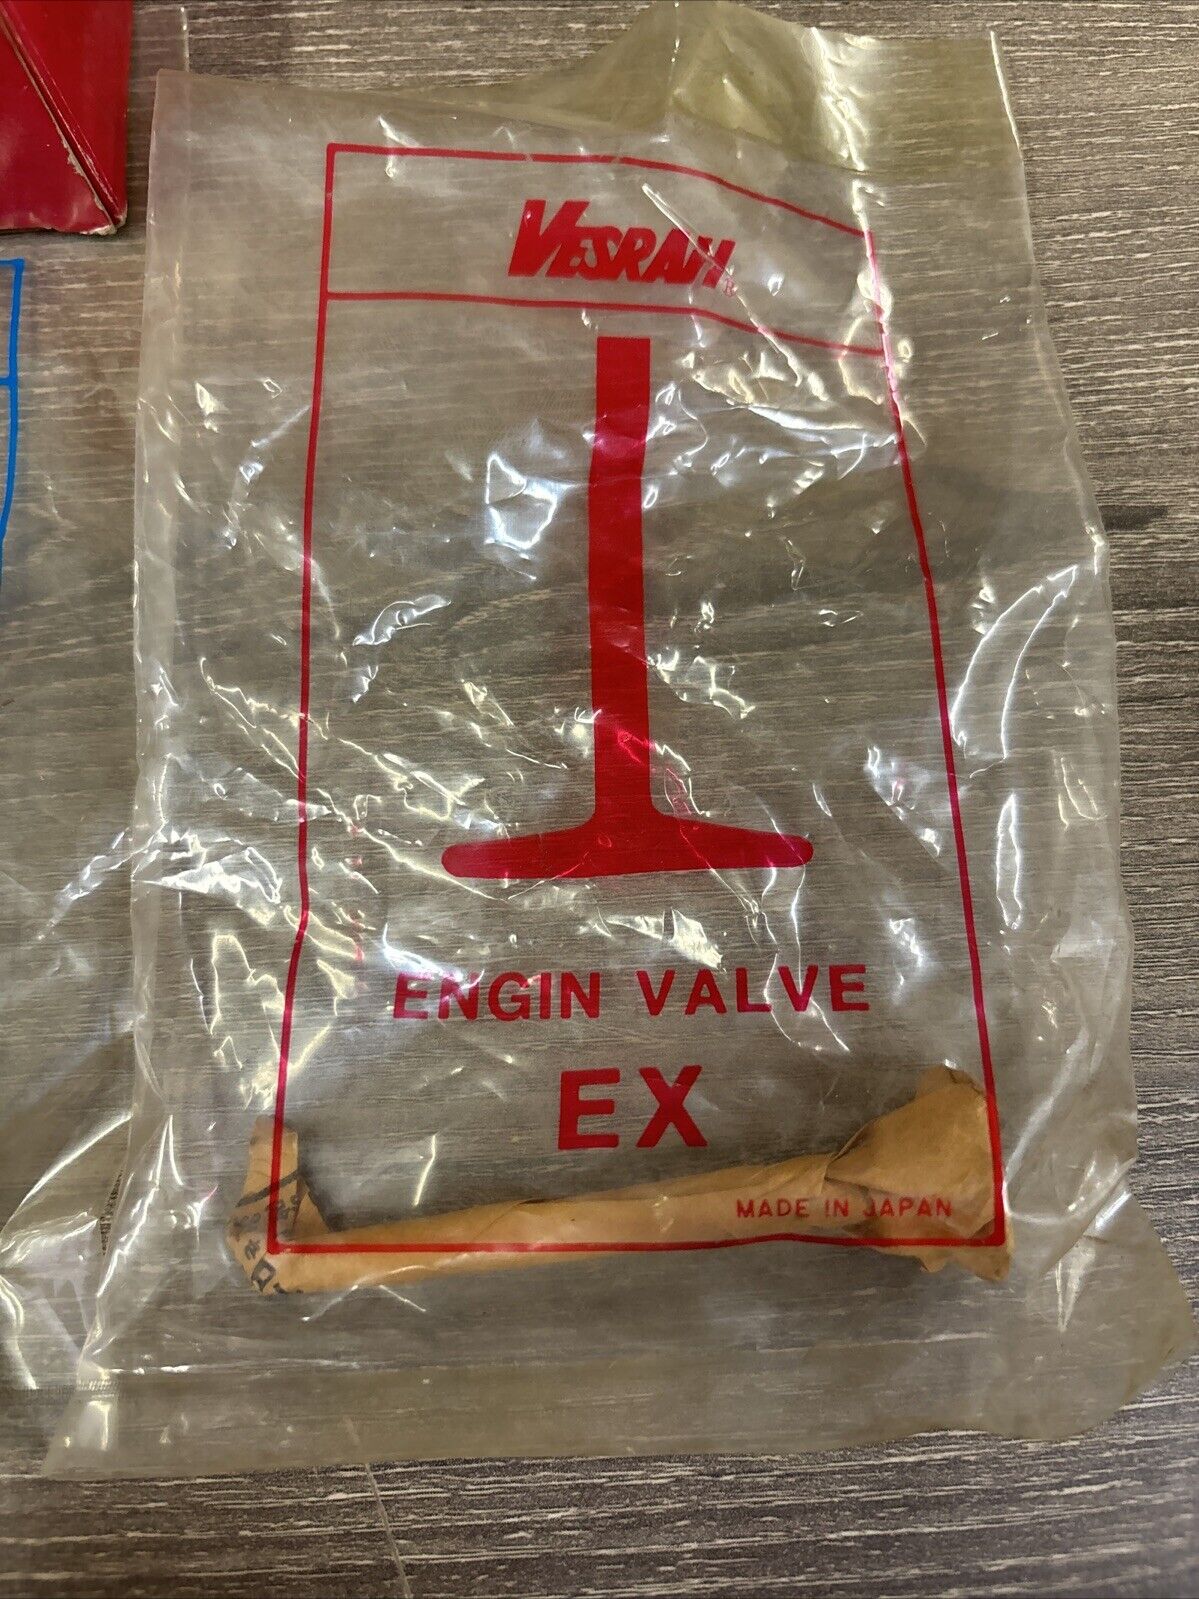 VESRAH®
ENGIN VALVE
EX
MADE IN JAPAN